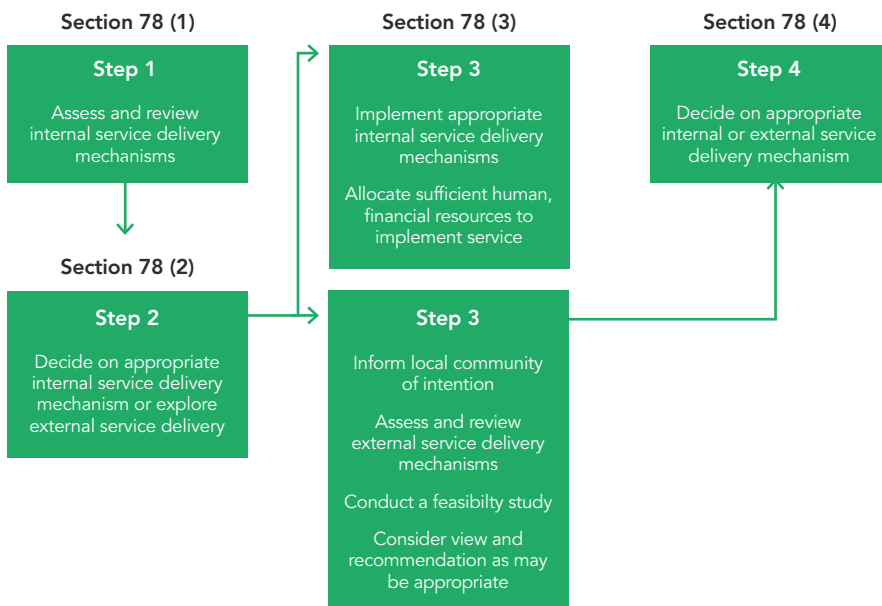 Section 78 (1)
Step 1
Assess and review
internal service delivery
mechanisms
Section 78 (2)
Step 2
Decide on appropriate
internal service delivery
mechanism or explore
external service delivery
Section 78 (3)
Step 3
Implement appropriate
internal service delivery
mechanisms
Allocate sufficient human,
financial resources to
implement service
Step 3
Inform local community
of intention
Assess and review
external service delivery
mechanisms
Conduct a feasibilty study
Consider view and
recommendation as may
be appropriate
Section 78 (4)
Step 4
Decide on appropriate
internal or external service
delivery mechanism